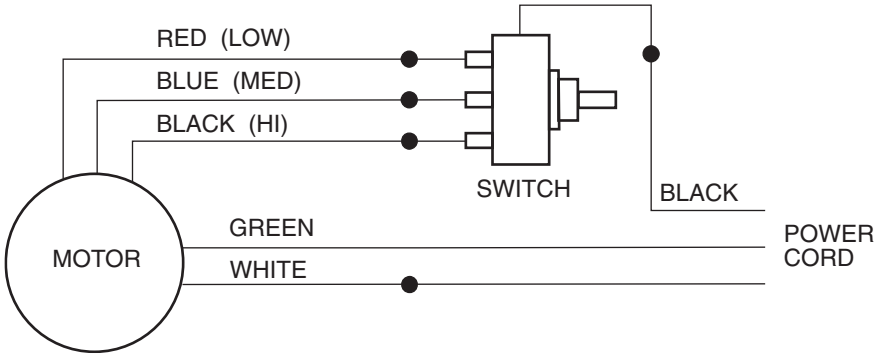 RED (LOW)
BLUE (MED)
BLACK (HI)
SWITCH
BLACK
GREEN
POWER
CORD
MOTOR
WHITE